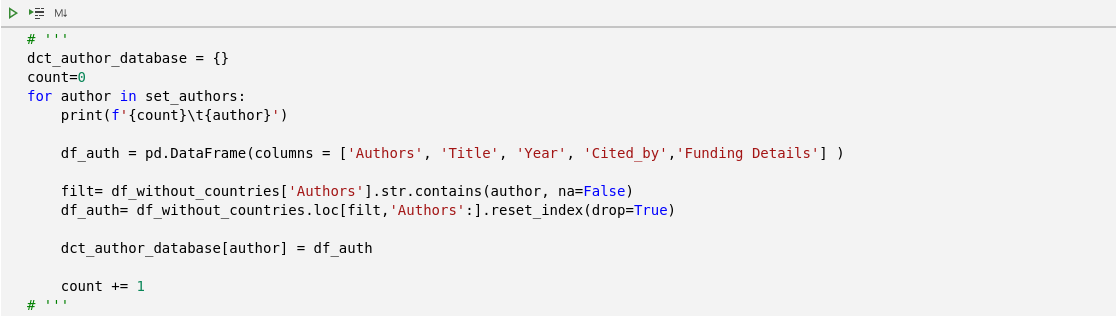 M↓
# '''
dct_author_database = {}
count=0
for author in set_authors:
    print(f'{count}\t{author}')
    df_auth = pd.DataFrame(columns = ['Authors', 'Title', 'Year', 'Cited_by','Funding Details'] )
    filt= df_without_countries['Authors'].str.contains(author, na=False)
    df_auth= df_without_countries.loc[filt,'Authors':].reset_index(drop=True)
    dct_author_database[author] = df_auth
    count += 1
# '''